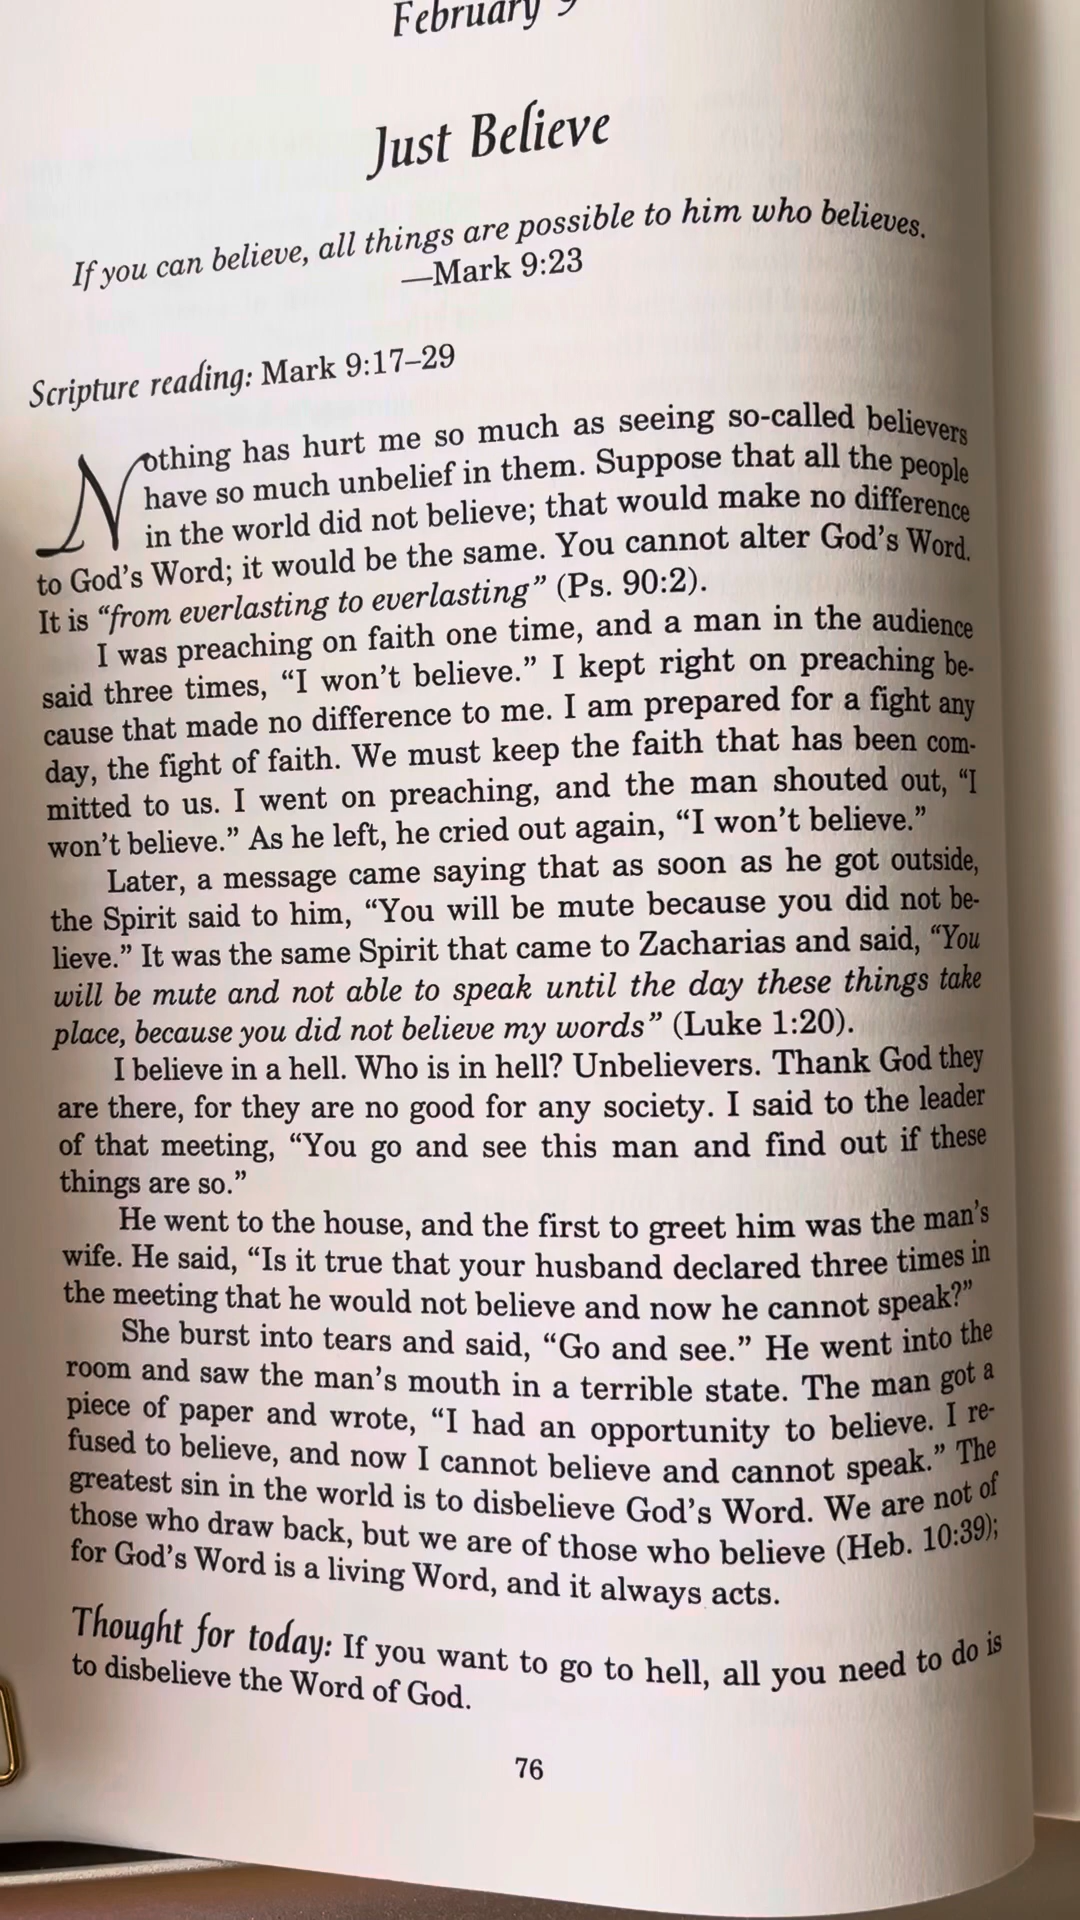 February 9
Just Believe
If you can believe, all things are possible to him who believes.
—Mark 9:23
Scripture reading: Mark 9:17–29
Nothing has hurt me so much as seeing so-called believers
have so much unbelief in them. Suppose that all the people
in the world did not believe; that would make no difference
to God's Word; it would be the same. You cannot alter God's Word.
It is “from everlasting to everlasting” (Ps. 90:2).
I was preaching on faith one time, and a man in the audience
said three times, “I won't believe.” I kept right on preaching be-
cause that made no difference to me. I am prepared for a fight any
day, the fight of faith. We must keep the faith that has been com-
mitted to us. I went on preaching, and the man shouted out, “I
won't believe.” As he left, he cried out again, “I won't believe.”
Later, a message came saying that as soon as he got outside,
the Spirit said to him, “You will be mute because you did not be-
lieve.” It was the same Spirit that came to Zacharias and said, “You
will be mute and not able to speak until the day these things take
place, because you did not believe my words” (Luke 1:20).
I believe in a hell. Who is in hell? Unbelievers. Thank God they
are there, for they are no good for any society. I said to the leader
of that meeting, “You go and see this man and find out if these
things are so.”
He went to the house, and the first to greet him was the man's
wife. He said, “Is it true that your husband declared three times in
the meeting that he would not believe and now he cannot speak?”
She burst into tears and said, “Go and see.” He went into the
room and saw the man's mouth in a terrible state. The man got a
piece of paper and wrote, “I had an opportunity to believe. I re-
fused to believe, and now I cannot believe and cannot speak.” The
greatest sin in the world is to disbelieve God's Word. We are not of
those who draw back, but we are of those who believe (Heb. 10:39);
for God's Word is a living Word, and it always acts.
Thought for today: If you want to go to hell, all you need to do is
to disbelieve the Word of God.
76